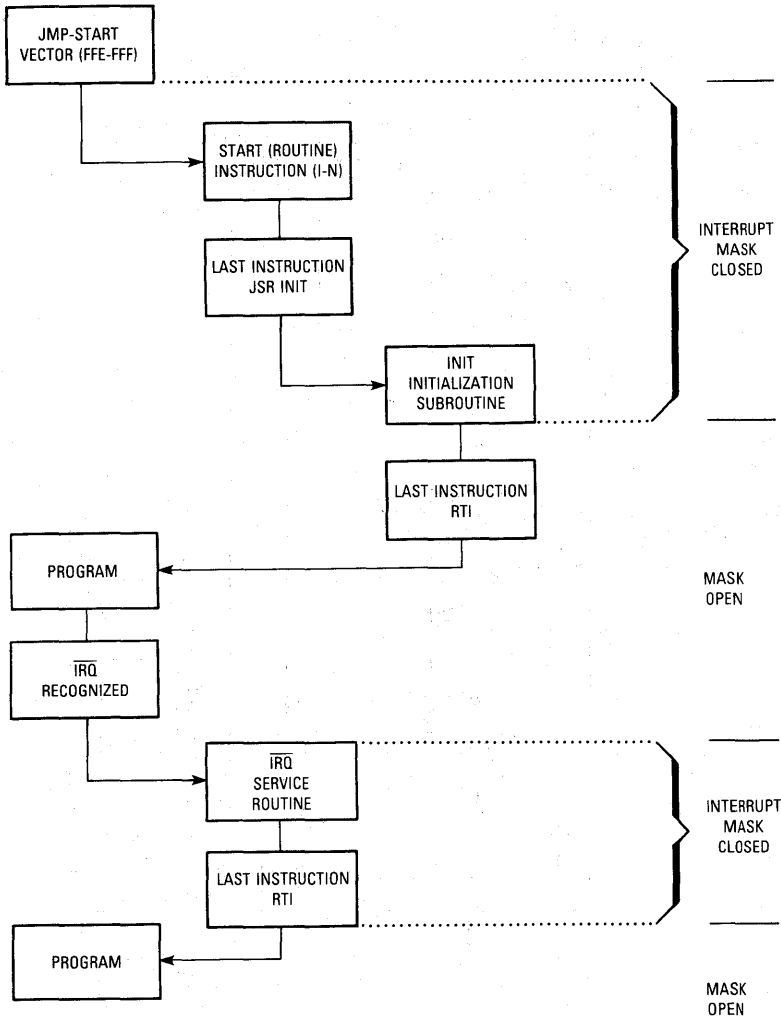 JMP-START
VECTOR (FFE-FFF)
START (ROUTINE)
INSTRUCTION (I-N)
LAST INSTRUCTION
JSR INIT
INIT
INITIALIZATION
SUBROUTINE
LAST INSTRUCTION
RTI
INTERRUPT
MASK
CLOSED
PROGRAM
MASK
OPEN
IRQ
RECOGNIZED
IRQ
SERVICE
ROUTINE
LAST INSTRUCTION
RTI
INTERRUPT
MASK
CLOSED
PROGRAM
MASK
OPEN